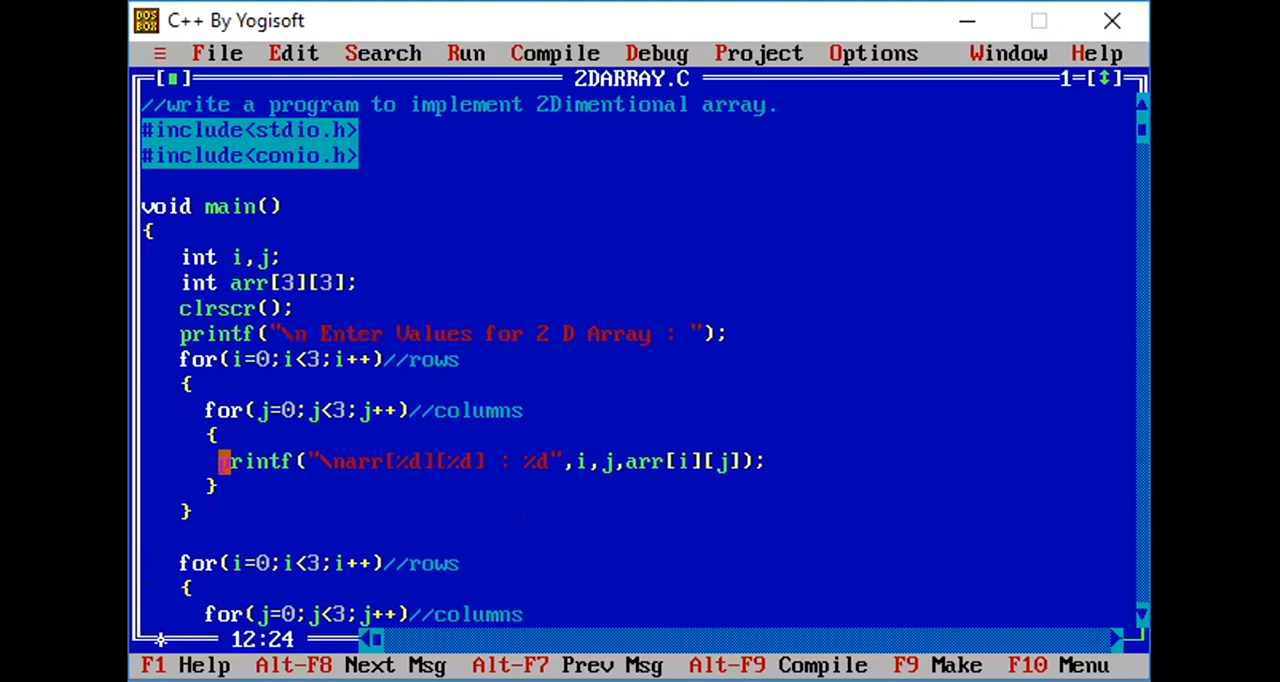 C++ By Yogisoft
≡ File Edit Search Run Compile Debug Project Options Window Help
[■] 2DARRAY.C 1=[↕]
//write a program to implement 2Dimentional array.
#include<stdio.h>
#include<conio.h>
void main()
{
int i,j;
int arr[3][3];
clrscr();
printf("\n Enter Values for 2 D Array : ");
for(i=0;i<3;i++)//rows
{
for(j=0;j<3;j++)//columns
{
printf("\narr[%d][%d] : %d",i,j,arr[i][j]);
}
}
for(i=0;i<3;i++)//rows
{
for(j=0;j<3;j++)//columns
* 12:24
F1 Help Alt-F8 Next Msg Alt-F7 Prev Msg Alt-F9 Compile F9 Make F10 Menu